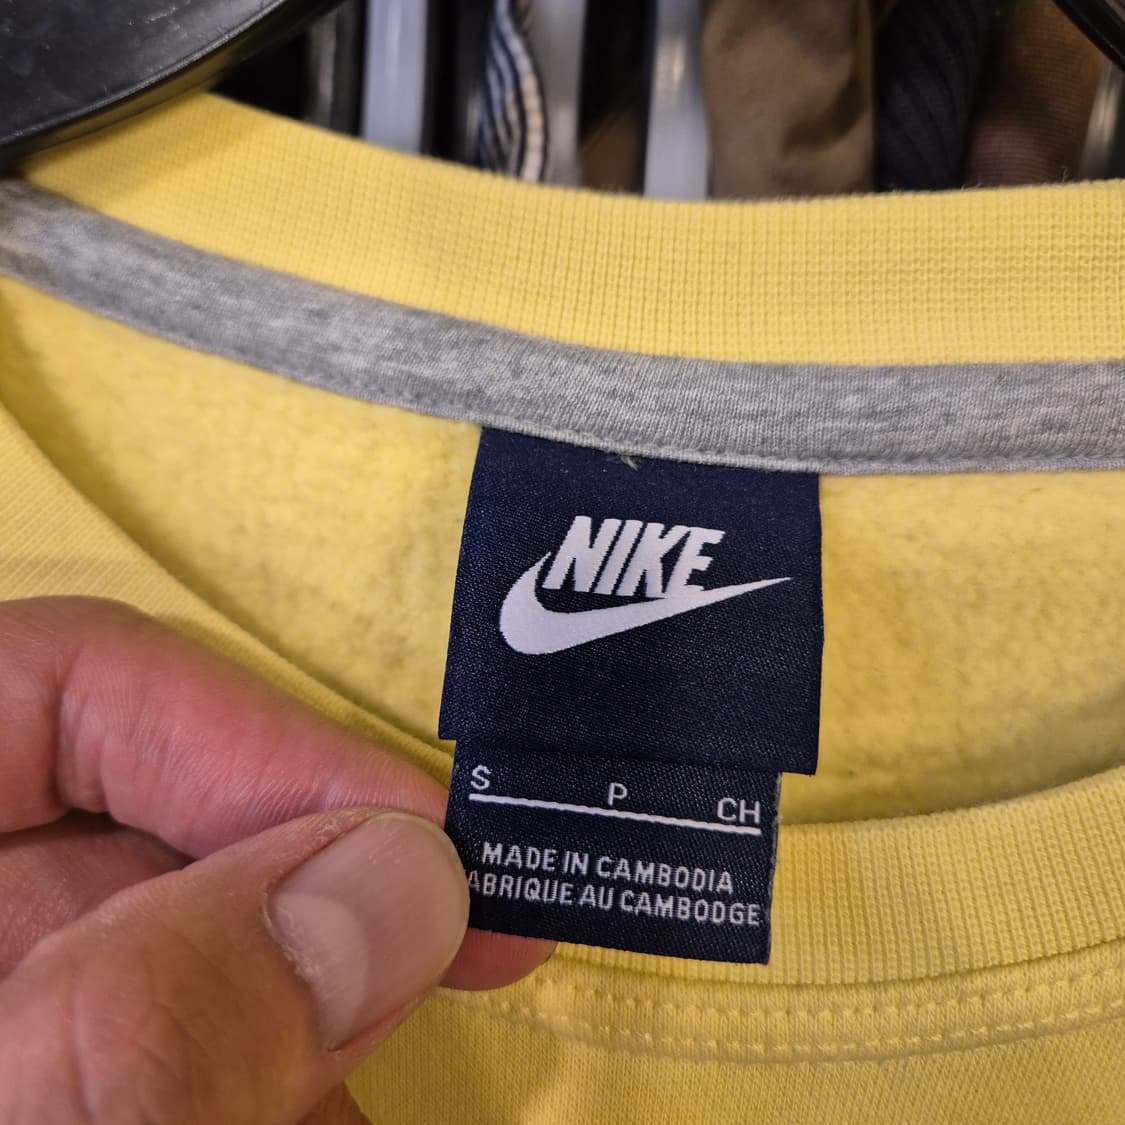 NIKE
S P CH
MADE IN CAMBODIA
ABRIQUE AU CAMBODGE